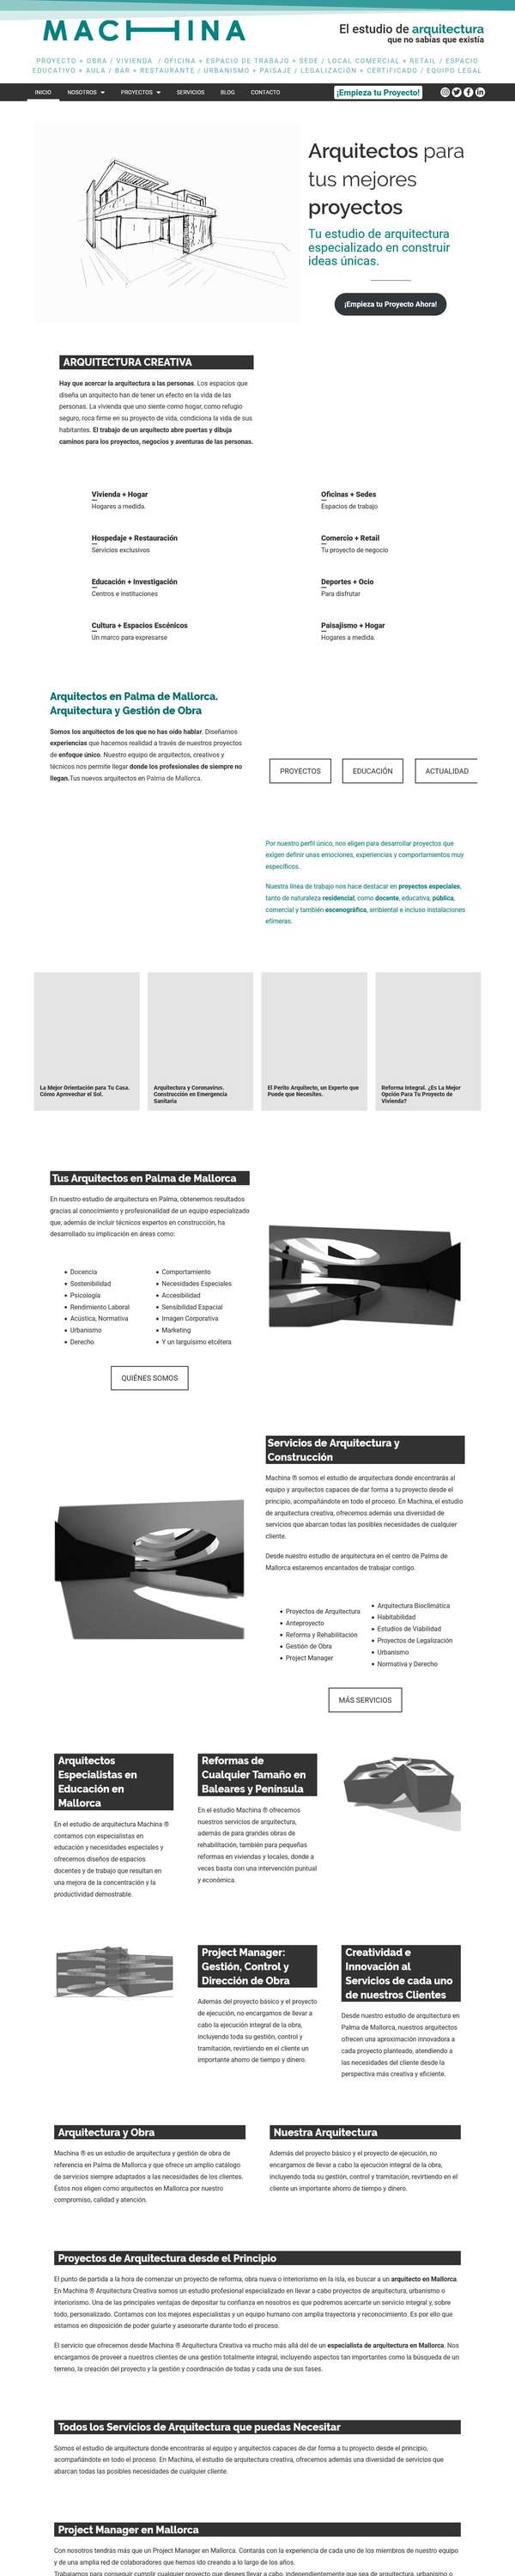 MACHINA
El estudio de arquitectura
que no sabías que existía
PROYECTO + OBRA / VIVIENDA / OFICINA + ESPACIO DE TRABAJO + SEDE / LOCAL COMERCIAL + RETAIL / ESPACIO
EDUCATIVO + AULA / BAR + RESTAURANTE / URBANISMO + PAISAJE / LEGALIZACIÓN + CERTIFICADO / EQUIPO LEGAL
INICIO NOSOTROS PROYECTOS SERVICIOS BLOG CONTACTO ¡Empieza tu Proyecto!
Arquitectos para
tus mejores
proyectos
Tu estudio de arquitectura
especializado en construir
ideas únicas.
¡Empieza tu Proyecto Ahora!
ARQUITECTURA CREATIVA
Hay que acercar la arquitectura a las personas. Los espacios que
diseña un arquitecto han de tener un efecto en la vida de las
personas. La vivienda que uno siente como hogar, como refugio
seguro, roca firme en su proyecto de vida, condiciona la vida de sus
habitantes. El trabajo de un arquitecto abre puertas y dibuja
caminos para los proyectos, negocios y aventuras de las personas.
Vivienda + Hogar
Hogares a medida.
Oficinas + Sedes
Espacios de trabajo
Hospedaje + Restauración
Servicios exclusivos
Comercio + Retail
Tu proyecto de negocio
Educación + Investigación
Centros e instituciones
Deportes + Ocio
Para disfrutar
Cultura + Espacios Escénicos
Un marco para expresarse
Paisajismo + Hogar
Hogares a medida.
Arquitectos en Palma de Mallorca.
Arquitectura y Gestión de Obra
Somos los arquitectos de los que no has oído hablar. Diseñamos
experiencias que hacemos realidad a través de nuestros proyectos
de enfoque único. Nuestro equipo de arquitectos, creativos y
técnicos nos permite llegar donde los profesionales de siempre no
llegan.Tus nuevos arquitectos en Palma de Mallorca.
PROYECTOS
EDUCACIÓN
ACTUALIDAD
Por nuestro perfil único, nos eligen para desarrollar proyectos que
exigen definir unas emociones, experiencias y comportamientos muy
específicos.
Nuestra línea de trabajo nos hace destacar en proyectos especiales,
tanto de naturaleza residencial, como docente, educativa, pública,
comercial y también escenográfica, ambiental e incluso instalaciones
efímeras.
La Mejor Orientación para Tu Casa.
Cómo Aprovechar el Sol.
Arquitectura y Coronavirus.
Construcción en Emergencia
Sanitaria
El Perito Arquitecto, un Experto que
Puede que Necesites.
Reforma Integral. ¿Es La Mejor
Opción Para Tu Proyecto de
Vivienda?
Tus Arquitectos en Palma de Mallorca
En nuestro estudio de arquitectura en Palma, obtenemos resultados
gracias al conocimiento y profesionalidad de un equipo especializado
que, además de incluir técnicos expertos en construcción, ha
desarrollado su implicación en áreas como:
Docencia
Sostenibilidad
Psicología
Rendimiento Laboral
Acústica, Normativa
Urbanismo
Derecho
Comportamiento
Necesidades Especiales
Accesibilidad
Sensibilidad Espacial
Imagen Corporativa
Marketing
Y un larguísimo etcétera
QUIÉNES SOMOS
Servicios de Arquitectura y
Construcción
Machina ® somos el estudio de arquitectura donde encontrarás al
equipo y arquitectos capaces de dar forma a tu proyecto desde el
principio, acompañándote en todo el proceso. En Machina, el estudio
de arquitectura creativa, ofrecemos además una diversidad de
servicios que abarcan todas las posibles necesidades de cualquier
cliente.
Desde nuestro estudio de arquitectura en el centro de Palma de
Mallorca estaremos encantados de trabajar contigo.
Proyectos de Arquitectura
Anteproyecto
Reforma y Rehabilitación
Gestión de Obra
Project Manager
Arquitectura Bioclimática
Habitabilidad
Estudios de Viabilidad
Proyectos de Legalización
Urbanismo
Normativa y Derecho
MÁS SERVICIOS
Arquitectos
Especialistas en
Educación en
Mallorca
En el estudio de arquitectura Machina ®
contamos con especialistas en
educación y necesidades especiales y
ofrecemos diseños de espacios
docentes y de trabajo que resultan en
una mejora de la concentración y la
productividad demostrable.
Reformas de
Cualquier Tamaño en
Baleares y Península
En el estudio Machina ® ofrecemos
nuestros servicios de arquitectura,
además de para grandes obras de
rehabilitación, también para pequeñas
reformas en viviendas y locales, donde a
veces basta con una intervención puntual
y económica.
Project Manager:
Gestión, Control y
Dirección de Obra
Además del proyecto básico y el proyecto
de ejecución, no encargamos de llevar a
cabo la ejecución integral de la obra,
incluyendo toda su gestión, control y
tramitación, revirtiendo en el cliente un
importante ahorro de tiempo y dinero.
Creatividad e
Innovación al
Servicios de cada uno
de nuestros Clientes
Desde nuestro estudio de arquitectura en
Palma de Mallorca, nuestros arquitectos
ofrecen una aproximación innovadora a
cada proyecto planteado, atendiendo a
las necesidades del cliente desde la
perspectiva más creativa y eficiente.
Arquitectura y Obra
Machina ® es un estudio de arquitectura y gestión de obra de
referencia en Palma de Mallorca y que ofrece un amplio catálogo
de servicios siempre adaptados a las necesidades de los clientes.
Éstos nos eligen como arquitectos en Mallorca por nuestro
compromiso, calidad y atención.
Nuestra Arquitectura
Además del proyecto básico y el proyecto de ejecución, no
encargamos de llevar a cabo la ejecución integral de la obra,
incluyendo toda su gestión, control y tramitación, revirtiendo en el
cliente un importante ahorro de tiempo y dinero.
Proyectos de Arquitectura desde el Principio
El punto de partida a la hora de comenzar un proyecto de reforma, obra nueva o interiorismo en la isla, es buscar a un arquitecto en Mallorca.
En Machina ® Arquitectura Creativa somos un estudio profesional especializado en llevar a cabo proyectos de arquitectura, urbanismo o
interiorismo. Una de las principales ventajas de depositar tu confianza en nosotros es que podremos acercarte un servicio integral y, sobre
todo, personalizado. Contamos con los mejores especialistas y un equipo humano con amplia trayectoria y reconocimiento. Es por ello que
estamos en disposición de poder guiarte y asesorarte durante todo el proceso.
El servicio que ofrecemos desde Machina ® Arquitectura Creativa va mucho más allá del de un especialista de arquitectura en Mallorca. Nos
encargamos de proveer a nuestros clientes de una gestión totalmente integral, incluyendo aspectos tan importantes como la búsqueda de un
terreno, la creación del proyecto y la gestión y coordinación de todas y cada una de sus fases.
Todos los Servicios de Arquitectura que puedas Necesitar
Somos el estudio de arquitectura donde encontrarás al equipo y arquitectos capaces de dar forma a tu proyecto desde el principio,
acompañándote en todo el proceso. En Machina, el estudio de arquitectura creativa, ofrecemos además una diversidad de servicios que
abarcan todas las posibles necesidades de cualquier cliente.
Project Manager en Mallorca
Con nosotros tendrás más que un Project Manager en Mallorca. Contarás con la experiencia de cada uno de los miembros de nuestro equipo
y de una amplia red de colaboradores que hemos ido creando a lo largo de los años.
Trabajamos para conseguir cumplir cualquier proyecto que desees llevar a cabo, independientemente que sea de arquitectura, urbanismo o